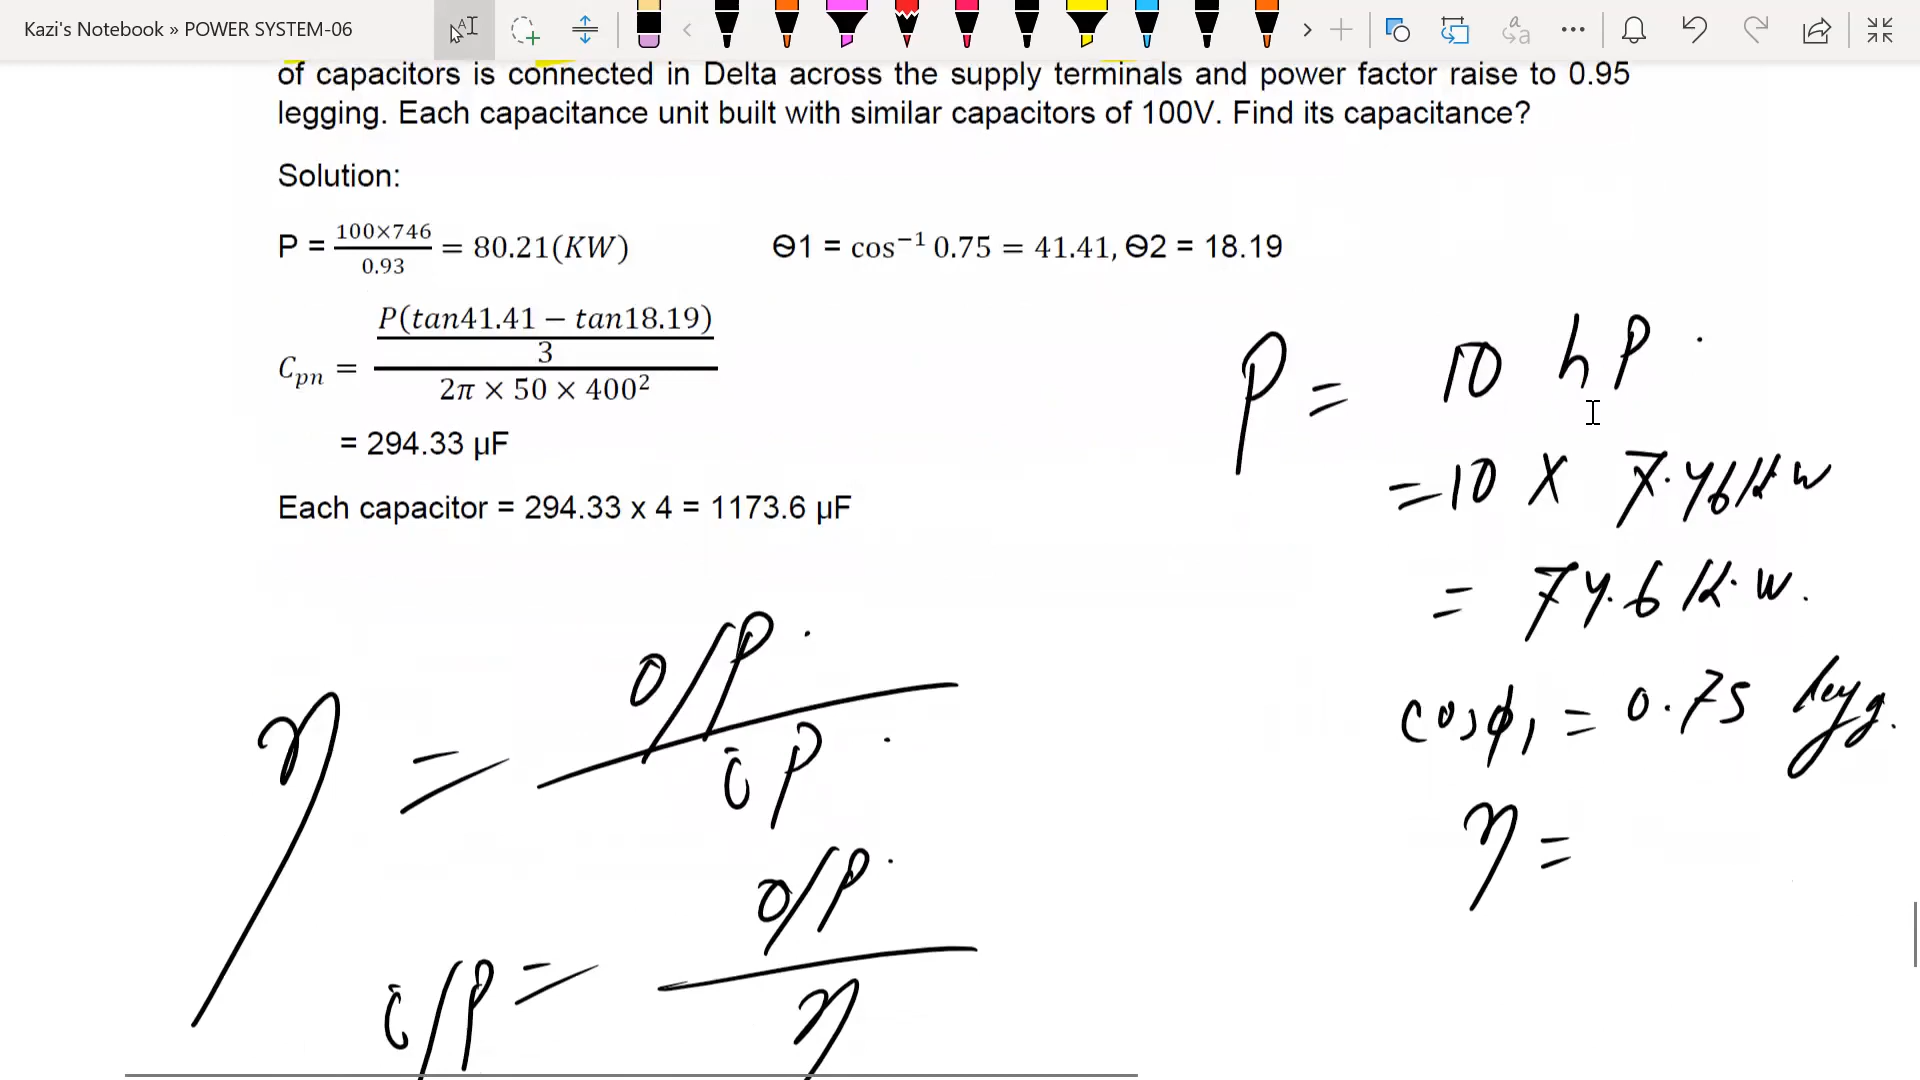 Kazi's Notebook » POWER SYSTEM-06
of capacitors is connected in Delta across the supply terminals and power factor raise to 0.95
legging. Each capacitance unit built with similar capacitors of 100V. Find its capacitance?
Solution:
P = 100×746 / 0.93 = 80.21(KW) Θ1 = cos⁻¹ 0.75 = 41.41, Θ2 = 18.19
C_pn = P(tan41.41 − tan18.19) / 3 / 2π × 50 × 400²
= 294.33 µF
Each capacitor = 294.33 x 4 = 1173.6 µF
P = 10 hP.
= 10 X 7.46 kw
= 74.6 k.w.
cosϕ₁ = 0.75 legg.
η =
η = O/P. / iP.
i/P = O/P. / η